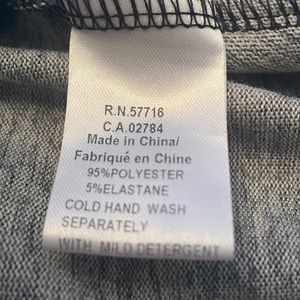 R.N.57716
C.A.02784
Made in China/
Fabriqué en Chine
95%POLYESTER
5%ELASTANE
COLD HAND WASH
SEPARATELY
WITH MILD DETERGENT